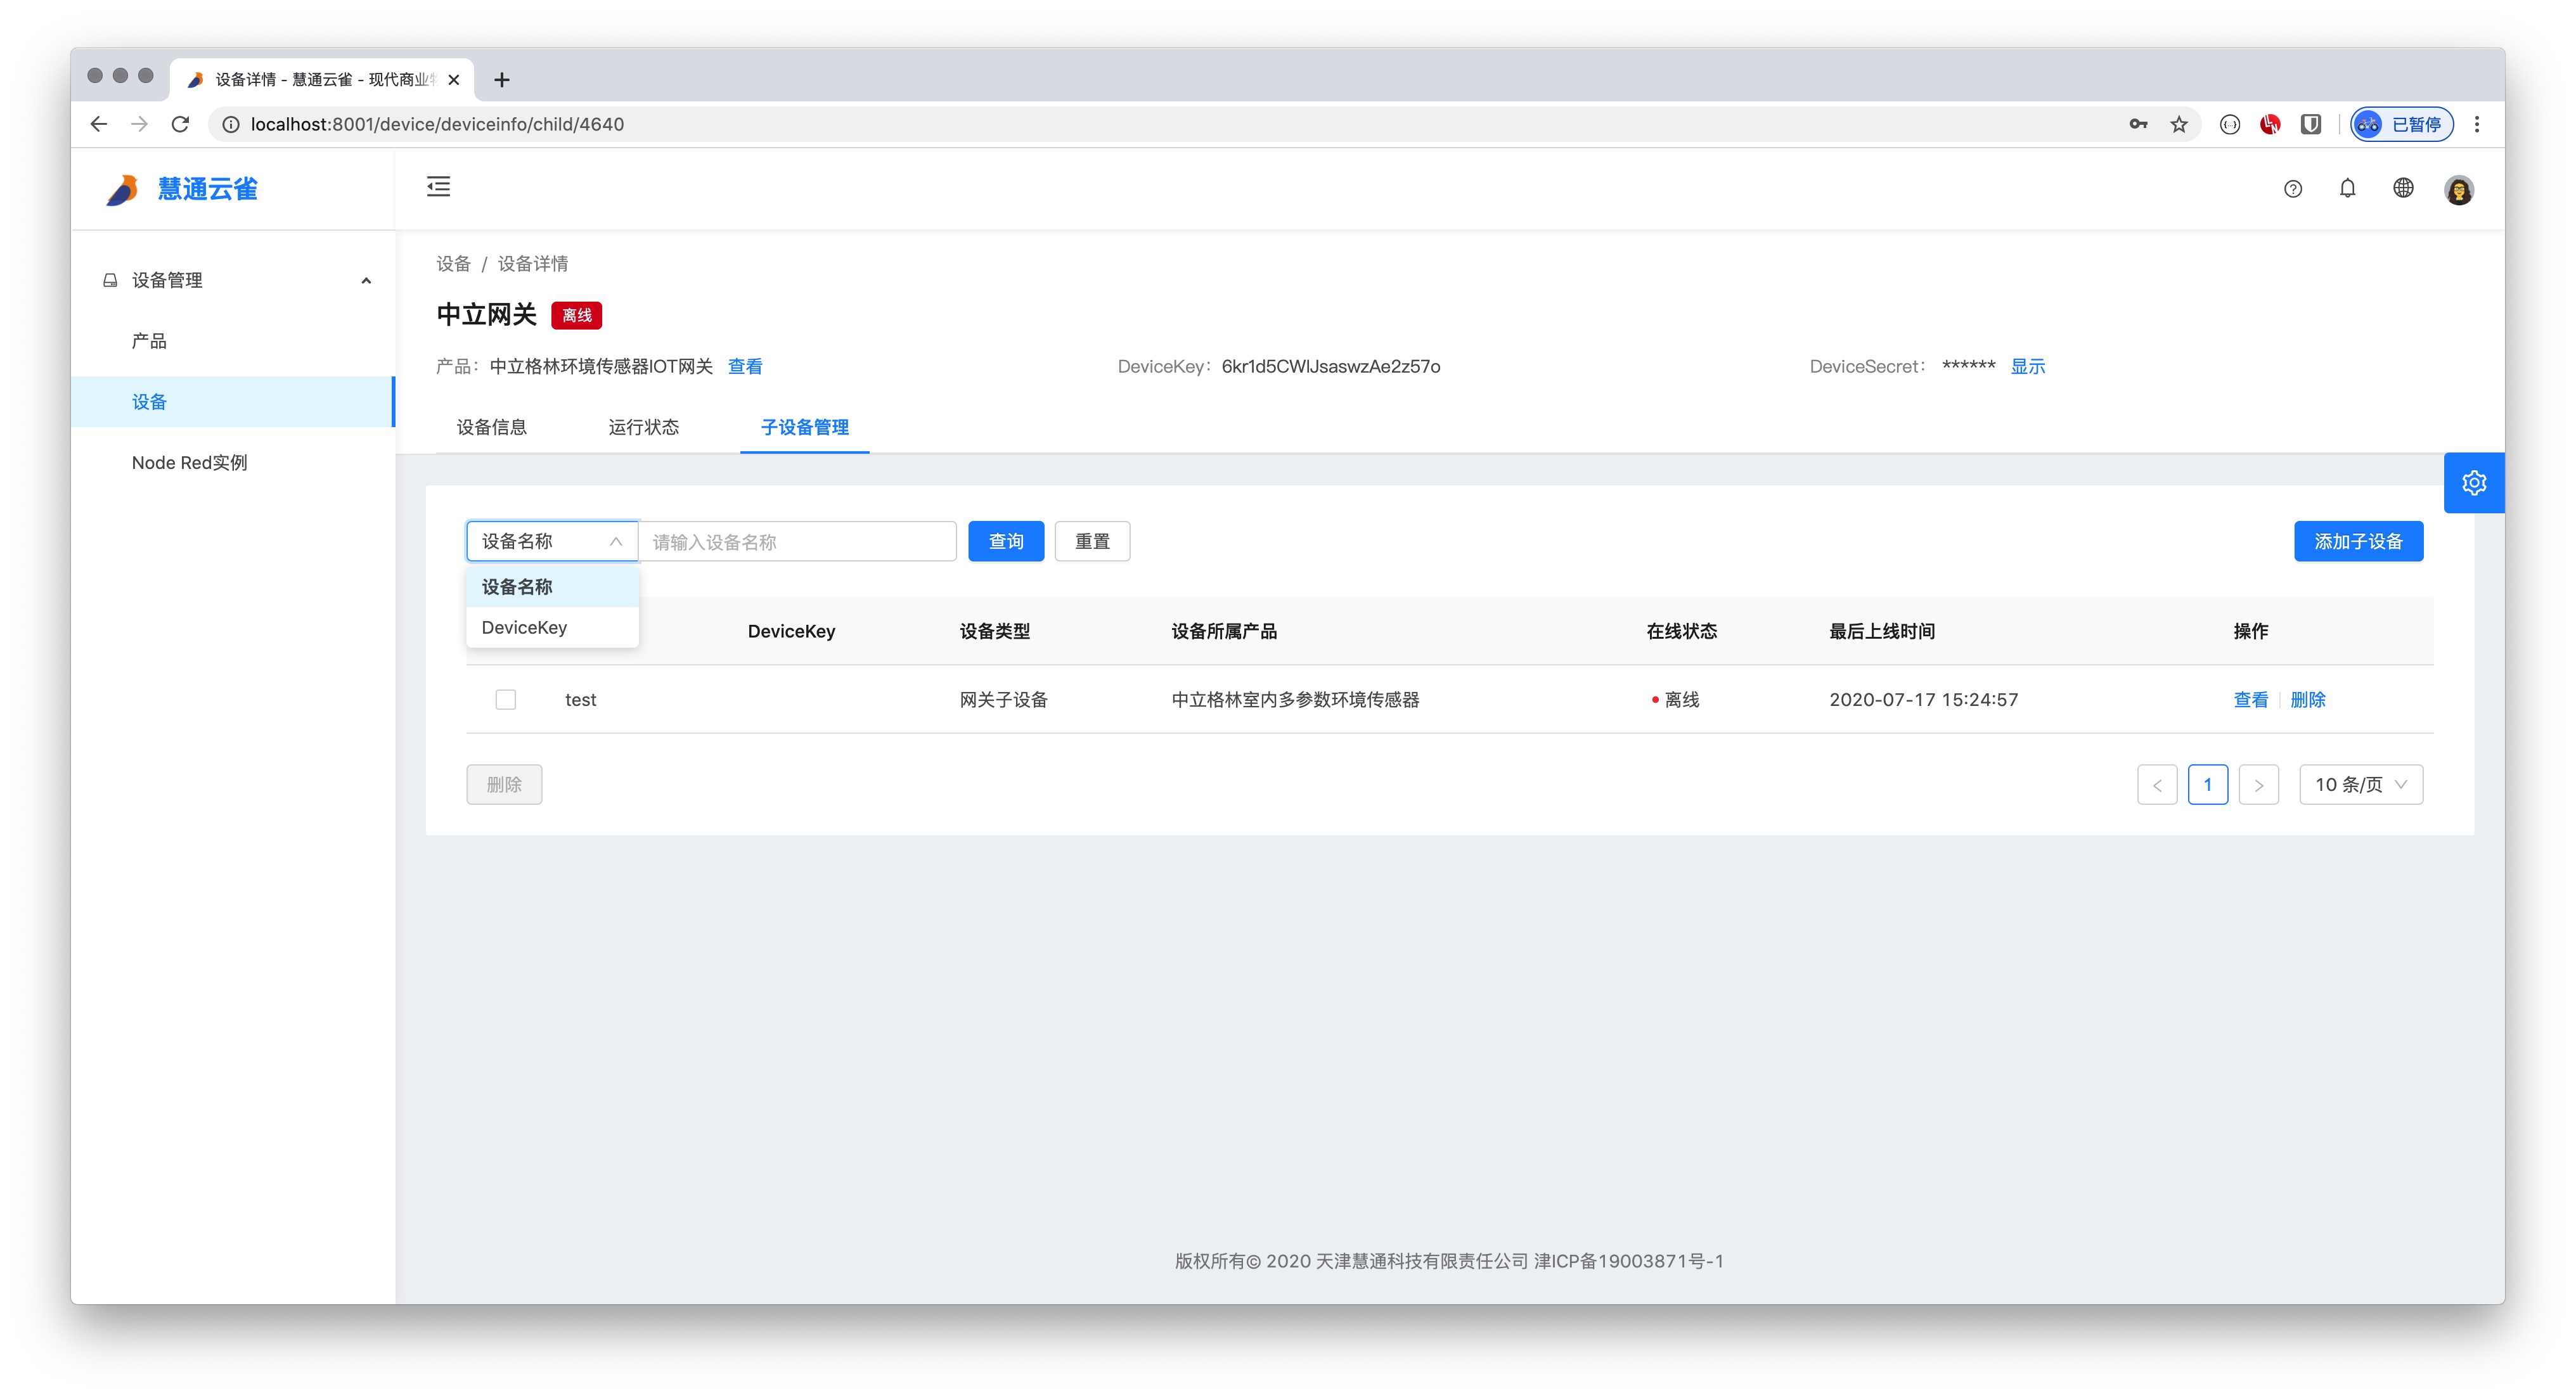 设备详情 - 慧通云雀 - 现代商业
localhost:8001/device/deviceinfo/child/4640
已暂停
慧通云雀
设备管理
产品
设备
Node Red实例
设备 / 设备详情
中立网关 离线
产品： 中立格林环境传感器IOT网关 查看
DeviceKey： 6kr1d5CWIJsaswzAe2z57o
DeviceSecret： ****** 显示
设备信息 运行状态 子设备管理
设备名称 请输入设备名称 查询 重置 添加子设备
设备名称
DeviceKey
DeviceKey 设备类型 设备所属产品 在线状态 最后上线时间 操作
test 网关子设备 中立格林室内多参数环境传感器 离线 2020-07-17 15:24:57 查看 删除
删除 < 1 > 10 条/页
版权所有© 2020 天津慧通科技有限责任公司 津ICP备19003871号-1